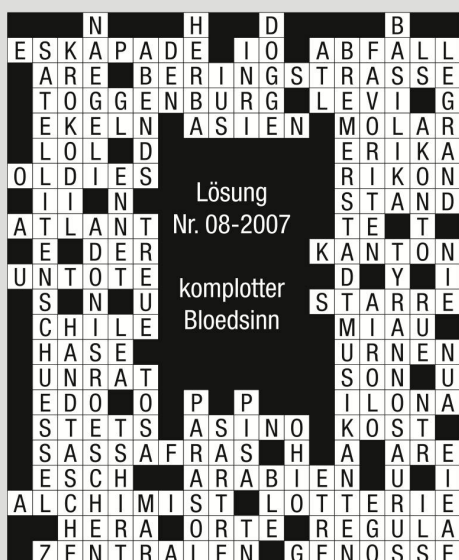 N H D B
ESKAPADE IO ABFALL
ARE BERINGSTRASSE
TOGGENBURG LEVI G
EKELN ASIEN MOLAR
LOL D ERIKA
OLDIES RIKON
II N STAND
ATLANT TE T
E DER KANTON
UNTOTE D Y I
S N U STARRE
CHILE MIAU
HASE URNEN
UNRAT SON U
EDO O P P ILONA
STETS ASINO KOST
SASSAFRAS H A ARE
ESCH ARABIEN U I
ALCHIMIST LOTTERIE
HERA ORTE REGULA
ZENTRALEN GENOSSE
Lösung
Nr. 08-2007
komplotter
Bloedsinn